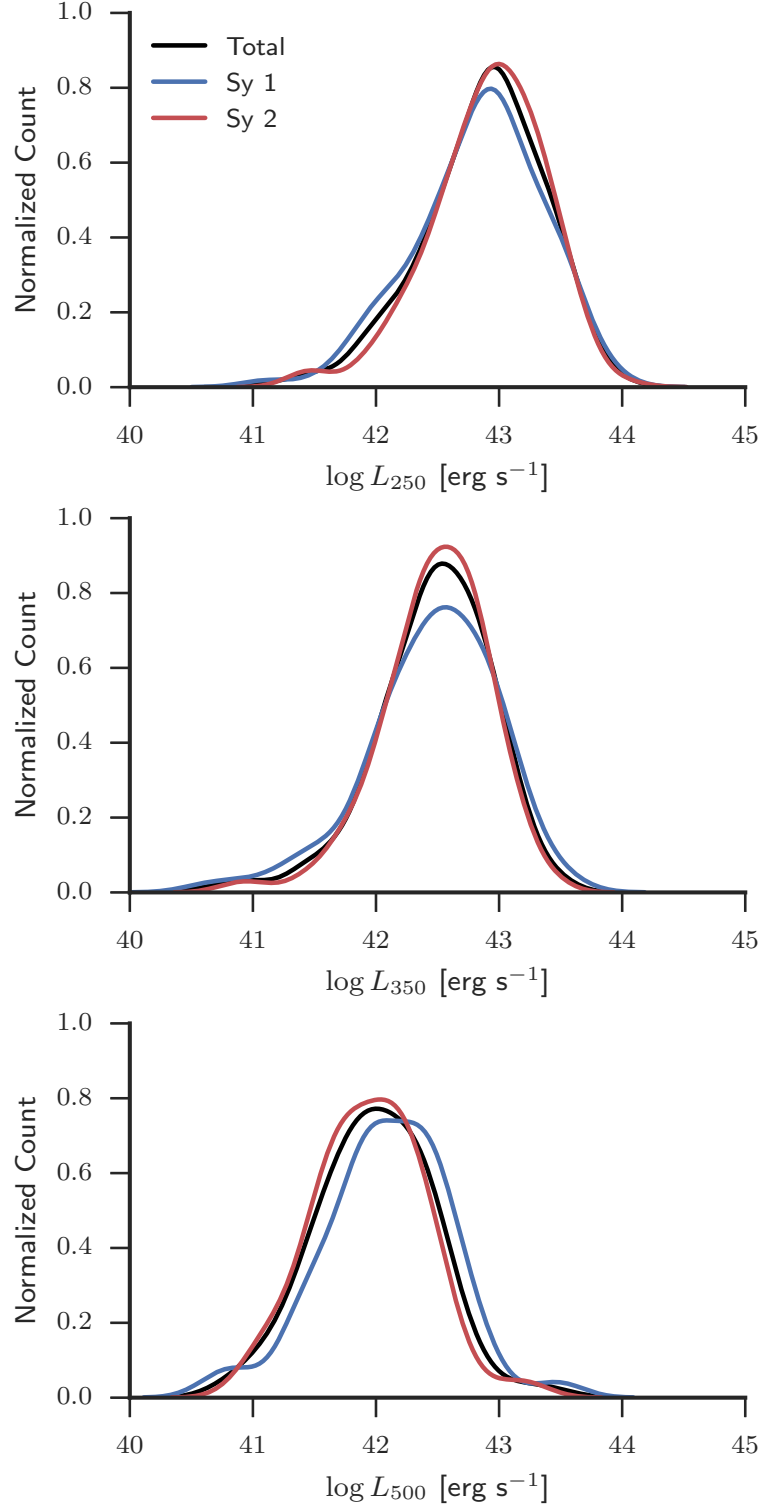 1.0
0.8
0.6
0.4
0.2
0.0
Normalized Count
Total
Sy 1
Sy 2
40 41 42 43 44 45
log L₂₅₀ [erg s⁻¹]
1.0
0.8
0.6
0.4
0.2
0.0
Normalized Count
40 41 42 43 44 45
log L₃₅₀ [erg s⁻¹]
1.0
0.8
0.6
0.4
0.2
0.0
Normalized Count
40 41 42 43 44 45
log L₅₀₀ [erg s⁻¹]